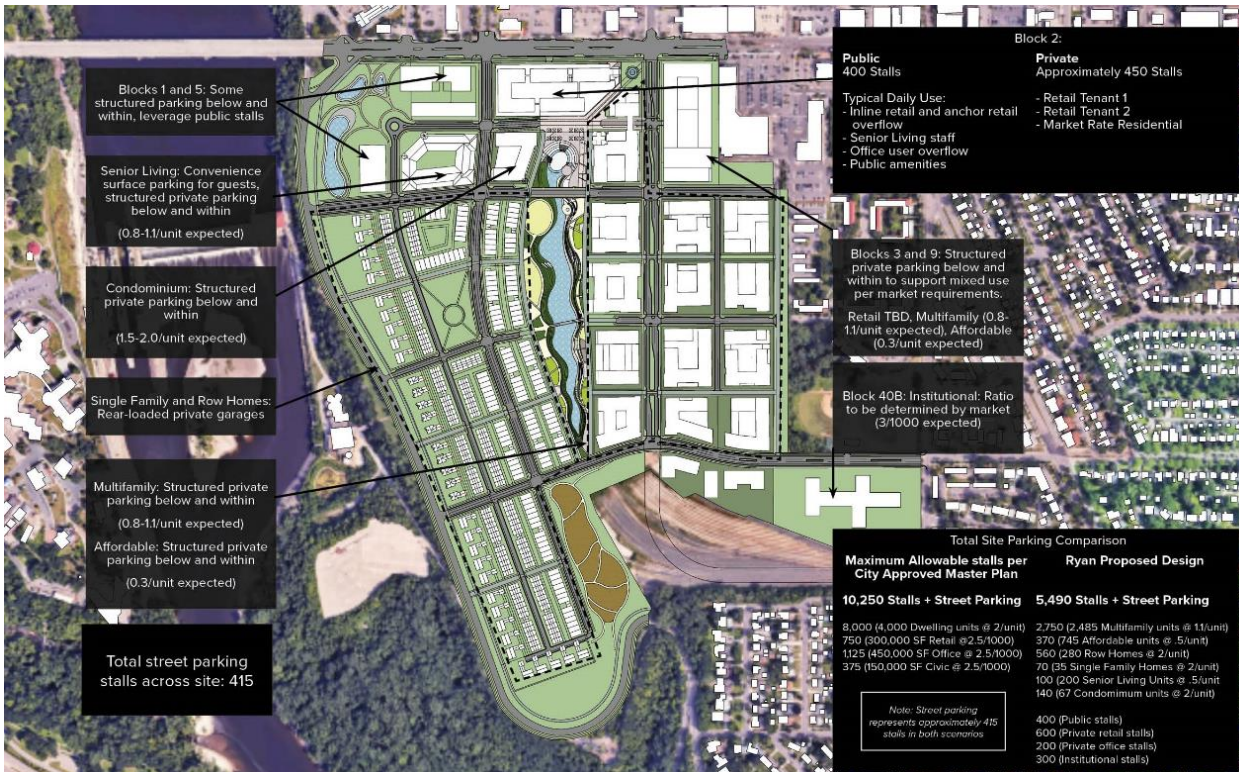 Blocks 1 and 5: Some
structured parking below and
within, leverage public stalls
Senior Living: Convenience
surface parking for guests,
structured private parking
below and within
(0.8-1.1/unit expected)
Condominium: Structured
private parking below and
within
(1.5-2.0/unit expected)
Single Family and Row Homes:
Rear-loaded private garages
Multifamily: Structured private
parking below and within
(0.8-1.1/unit expected)
Affordable: Structured private
parking below and within
(0.3/unit expected)
Total street parking
stalls across site: 415
Block 2:
Public
400 Stalls
Typical Daily Use:
- Inline retail and anchor retail
overflow
- Senior Living staff
- Office user overflow
- Public amenities
Private
Approximately 450 Stalls
- Retail Tenant 1
- Retail Tenant 2
- Market Rate Residential
Blocks 3 and 9: Structured
private parking below and
within to support mixed use
per market requirements.
Retail TBD, Multifamily (0.8-
1.1/unit expected), Affordable
(0.3/unit expected)
Block 40B: Institutional: Ratio
to be determined by market
(3/1000 expected)
Total Site Parking Comparison
Maximum Allowable stalls per
City Approved Master Plan
10,250 Stalls + Street Parking
8,000 (4,000 Dwelling units @ 2/unit)
750 (300,000 SF Retail @2.5/1000)
1,125 (450,000 SF Office @ 2.5/1000)
375 (150,000 SF Civic @ 2.5/1000)
Note: Street parking
represents approximately 415
stalls in both scenarios
Ryan Proposed Design
5,490 Stalls + Street Parking
2,750 (2,485 Multifamily units @ 1.1/unit)
370 (745 Affordable units @ .5/unit)
560 (280 Row Homes @ 2/unit)
70 (35 Single Family Homes @ 2/unit)
100 (200 Senior Living Units @ .5/unit
140 (67 Condomimum units @ 2/unit
400 (Public stalls)
600 (Private retail stalls)
200 (Private office stalls)
300 (Institutional stalls)